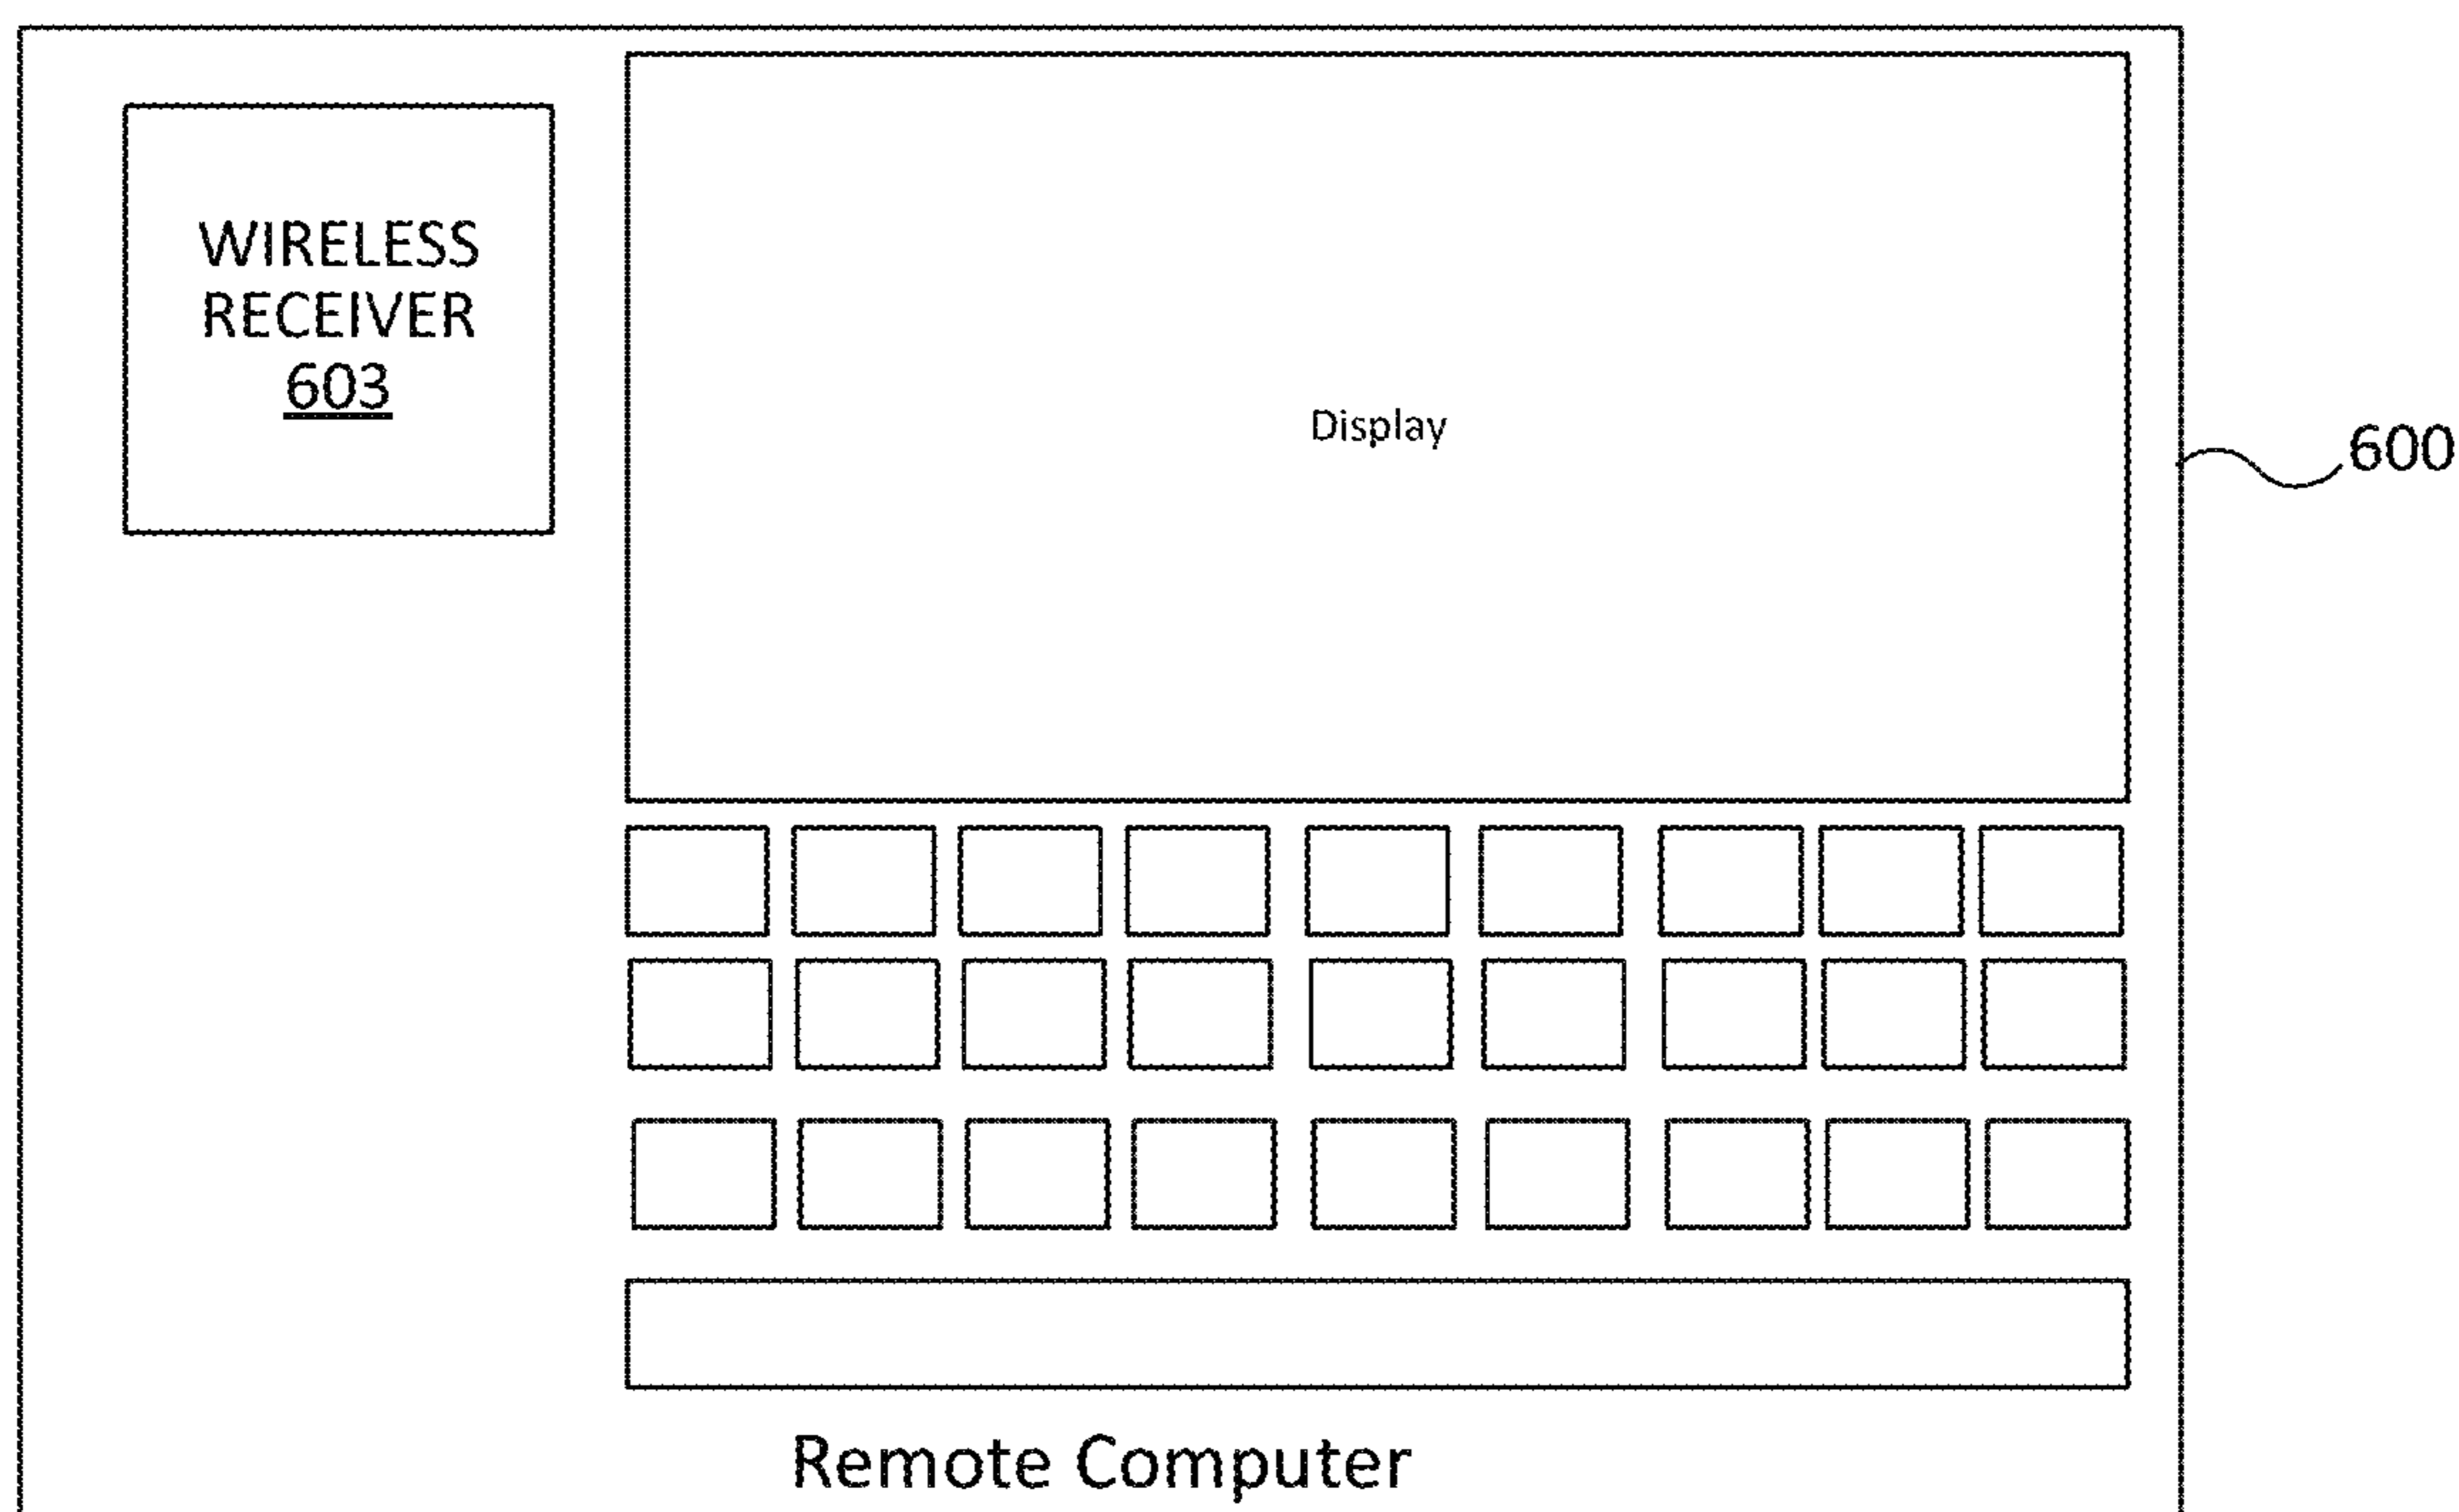 WIRELESS
RECEIVER
603
Display
600
Remote Computer